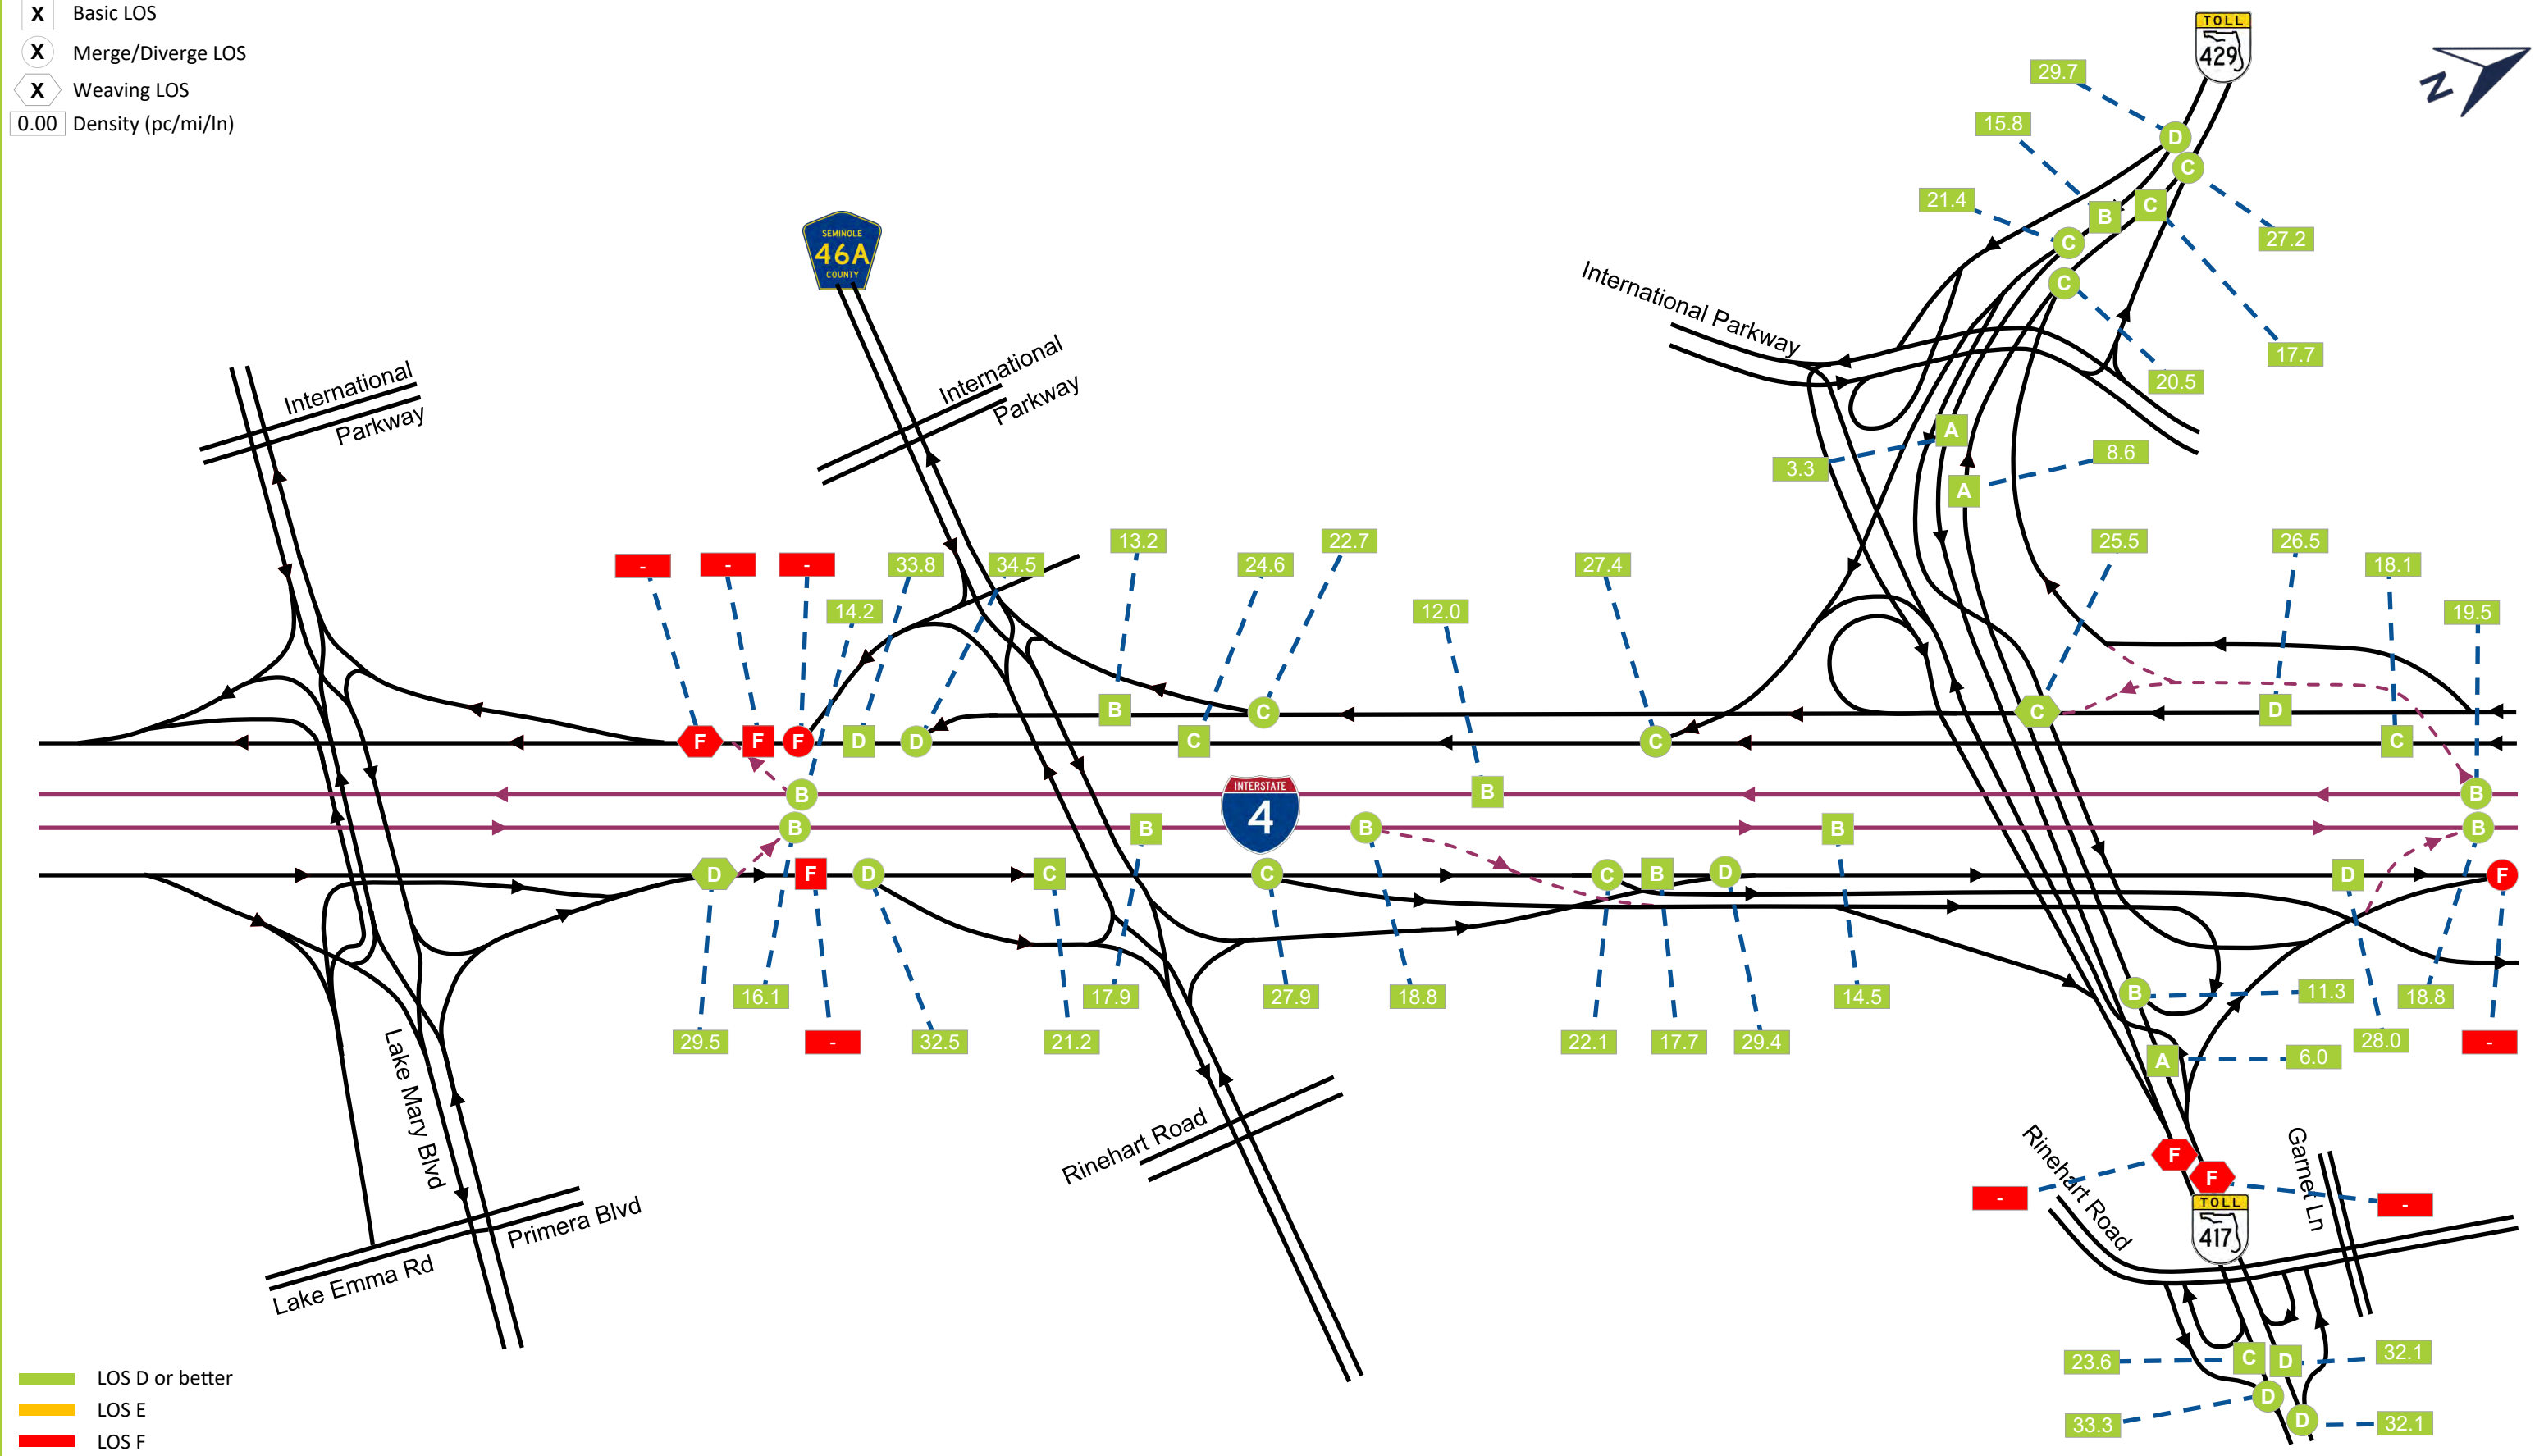 X Basic LOS
X Merge/Diverge LOS
X Weaving LOS
0.00 Density (pc/mi/ln)
TOLL
429
N
29.7
15.8
21.4
D
C
B
C
C
C
27.2
17.7
20.5
SEMINOLE
46A
COUNTY
International
Parkway
International
Parkway
International Parkway
A
3.3
8.6
A
-
-
-
33.8
34.5
13.2
24.6
22.7
27.4
25.5
26.5
18.1
14.2
12.0
19.5
B
C
C
D
F
F
F
D
D
C
C
C
B
B
B
INTERSTATE
4
B
B
B
B
B
D
F
D
C
C
C
B
D
D
F
29.5
16.1
-
32.5
21.2
17.9
27.9
18.8
22.1
17.7
29.4
14.5
B
11.3
18.8
28.0
-
A
6.0
Lake Mary Blvd
Primera Blvd
Lake Emma Rd
Rinehart Road
Rinehart Road
Garnet Ln
F
F
-
-
TOLL
417
23.6
C
D
32.1
33.3
D
D
32.1
LOS D or better
LOS E
LOS F